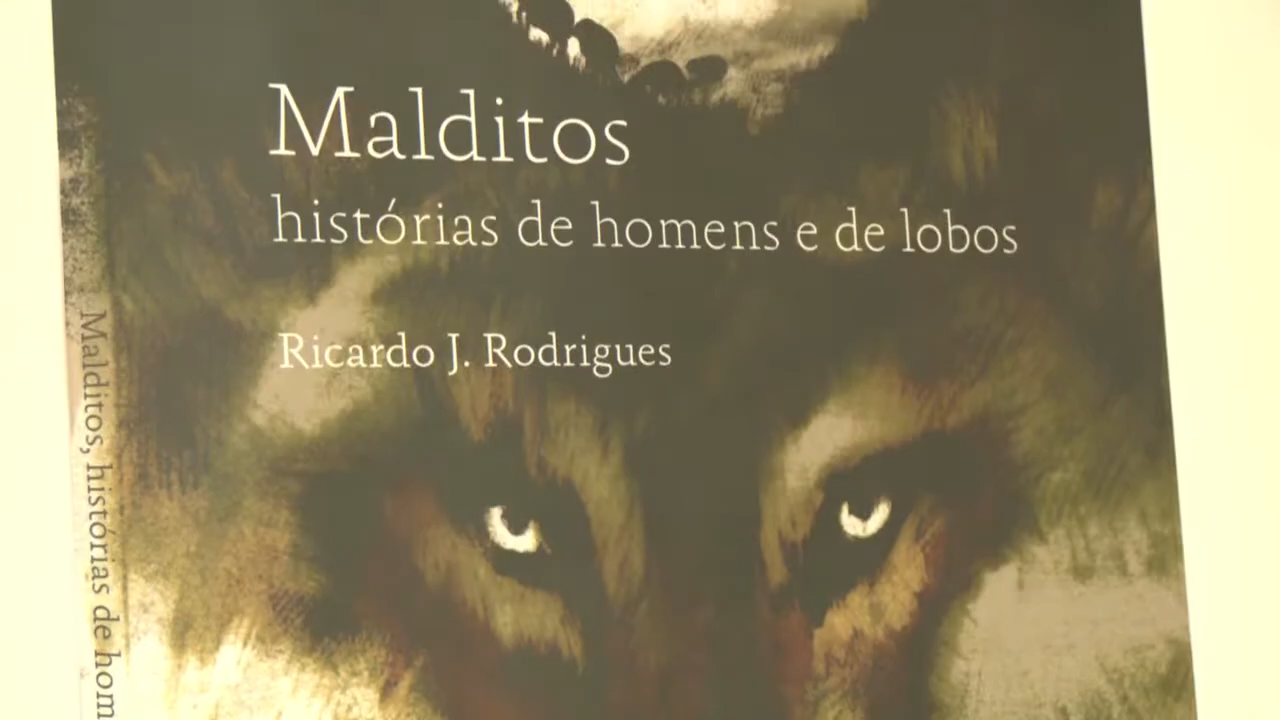 Malditos
histórias de homens e de lobos
Ricardo J. Rodrigues
Malditos, histórias de hom